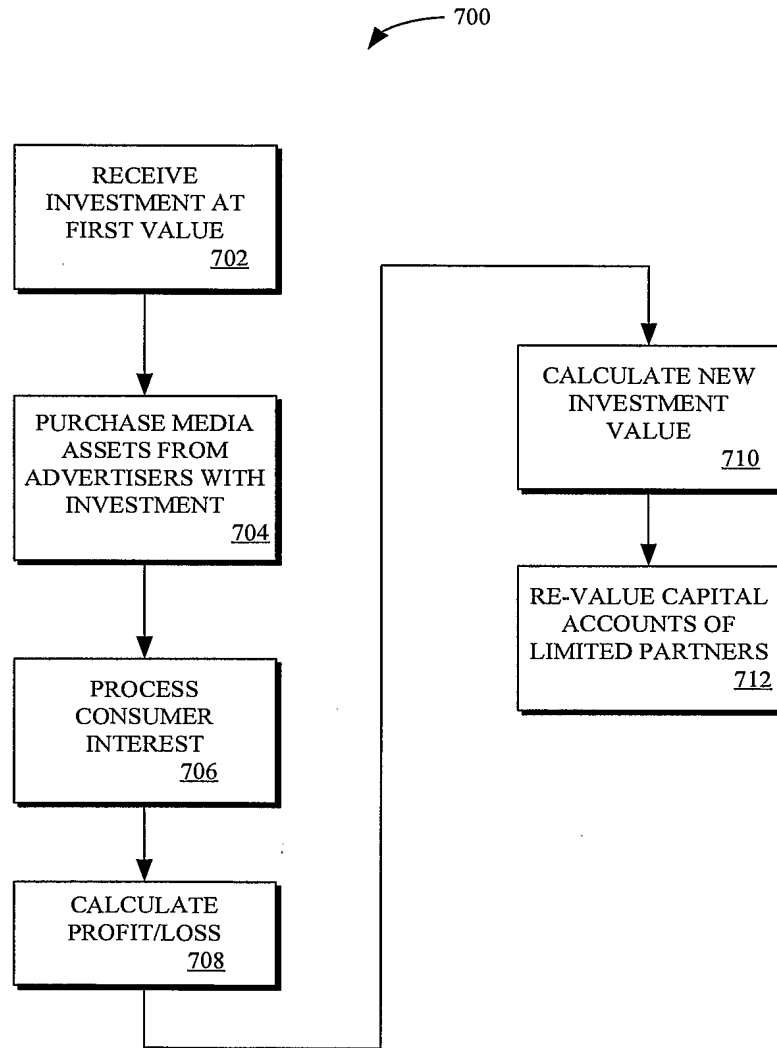 700
RECEIVE
INVESTMENT AT
FIRST VALUE
702
PURCHASE MEDIA
ASSETS FROM
ADVERTISERS WITH
INVESTMENT
704
PROCESS
CONSUMER
INTEREST
706
CALCULATE
PROFIT/LOSS
708
CALCULATE NEW
INVESTMENT
VALUE
710
RE-VALUE CAPITAL
ACCOUNTS OF
LIMITED PARTNERS
712